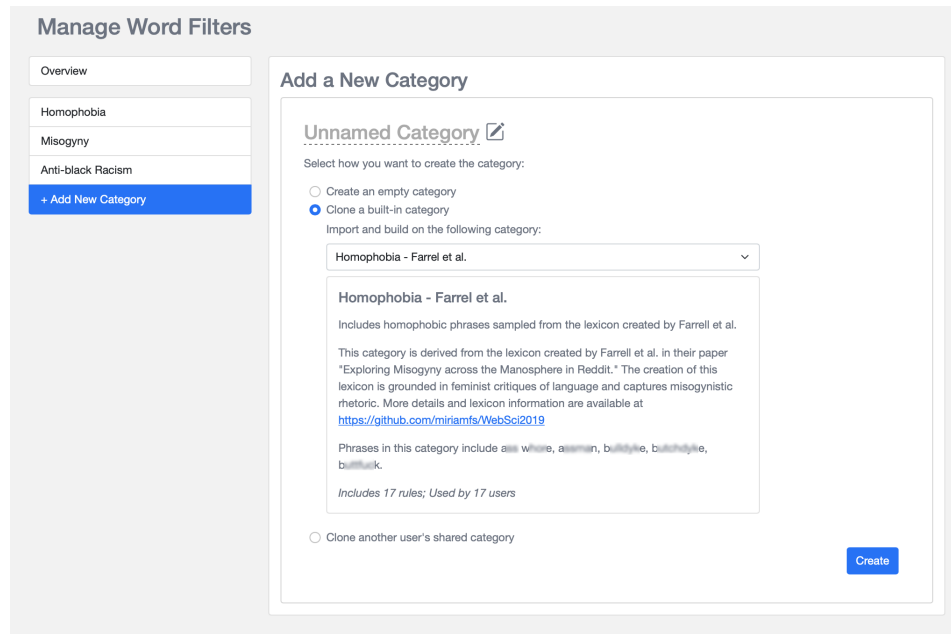 Manage Word Filters
Overview
Homophobia
Misogyny
Anti-black Racism
+ Add New Category
Add a New Category
Unnamed Category
Select how you want to create the category:
Create an empty category
Clone a built-in category
Import and build on the following category:
Homophobia - Farrel et al.
Homophobia - Farrel et al.
Includes homophobic phrases sampled from the lexicon created by Farrell et al.
This category is derived from the lexicon created by Farrell et al. in their paper
"Exploring Misogyny across the Manosphere in Reddit." The creation of this
lexicon is grounded in feminist critiques of language and captures misogynistic
rhetoric. More details and lexicon information are available at
https://github.com/miriamfs/WebSci2019
Phrases in this category include
Includes 17 rules; Used by 17 users
Clone another user's shared category
Create